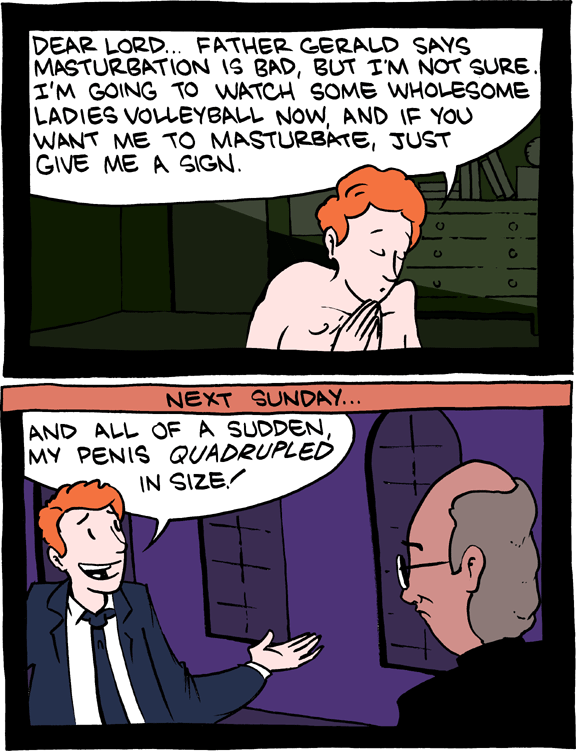 DEAR LORD... FATHER GERALD SAYS
MASTURBATION IS BAD, BUT I'M NOT SURE.
I'M GOING TO WATCH SOME WHOLESOME
LADIES VOLLEYBALL NOW, AND IF YOU
WANT ME TO MASTURBATE, JUST
GIVE ME A SIGN.
NEXT SUNDAY...
AND ALL OF A SUDDEN,
MY PENIS QUADRUPLED
IN SIZE!